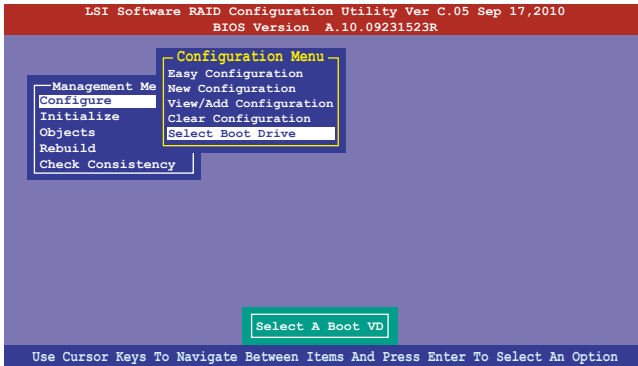 LSI Software RAID Configuration Utility Ver C.05 Sep 17,2010
BIOS Version A.10.09231523R
Configuration Menu
Easy Configuration
New Configuration
View/Add Configuration
Clear Configuration
Select Boot Drive
Management Me
Configure
Initialize
Objects
Rebuild
Check Consistency
Select A Boot VD
Use Cursor Keys To Navigate Between Items And Press Enter To Select An Option